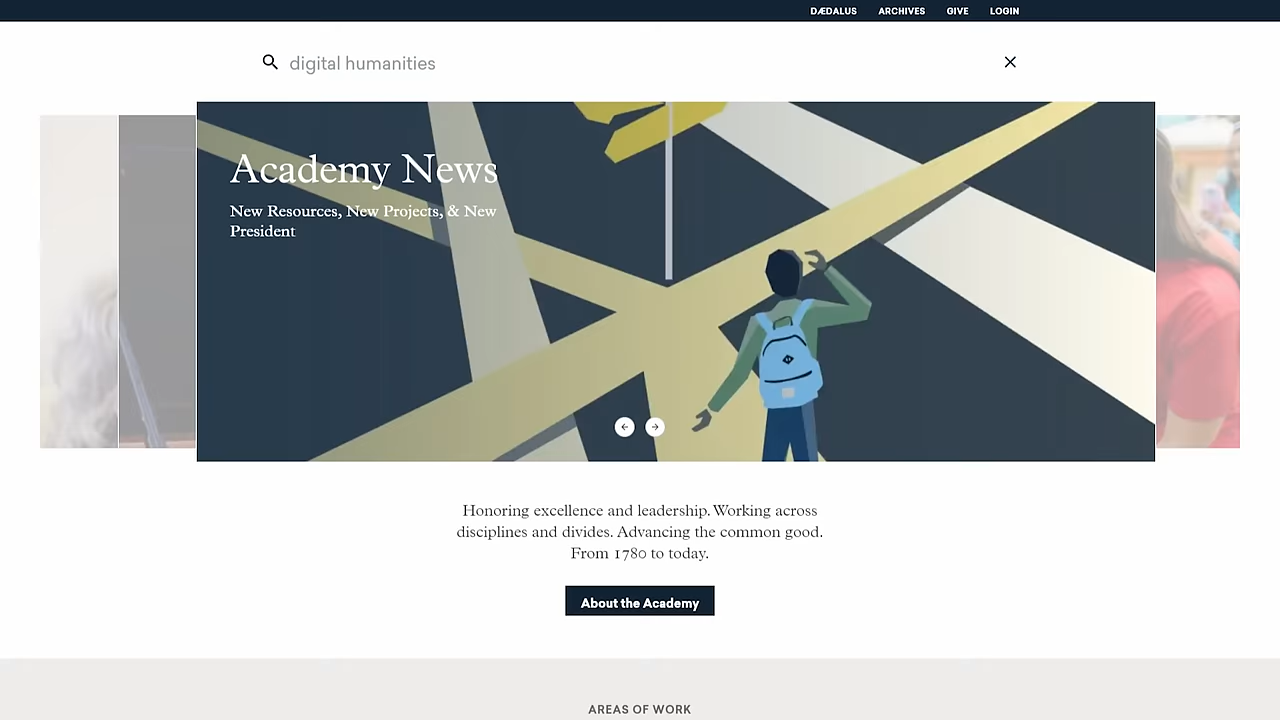 DÆDALUS ARCHIVES GIVE LOGIN
digital humanities
Academy News
New Resources, New Projects, & New
President
Honoring excellence and leadership. Working across
disciplines and divides. Advancing the common good.
From 1780 to today.
About the Academy
AREAS OF WORK